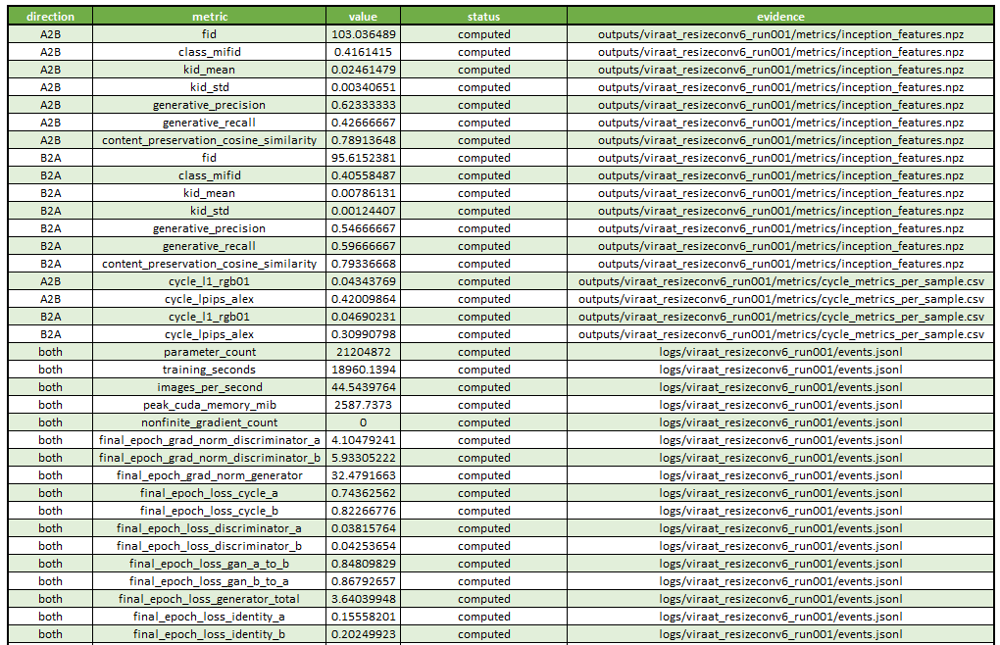 direction metric value status evidence
A2B fid 103.036489 computed outputs/viraat_resizeconv6_run001/metrics/inception_features.npz
A2B class_mifid 0.4161415 computed outputs/viraat_resizeconv6_run001/metrics/inception_features.npz
A2B kid_mean 0.02461479 computed outputs/viraat_resizeconv6_run001/metrics/inception_features.npz
A2B kid_std 0.00340651 computed outputs/viraat_resizeconv6_run001/metrics/inception_features.npz
A2B generative_precision 0.62333333 computed outputs/viraat_resizeconv6_run001/metrics/inception_features.npz
A2B generative_recall 0.42666667 computed outputs/viraat_resizeconv6_run001/metrics/inception_features.npz
A2B content_preservation_cosine_similarity 0.78913648 computed outputs/viraat_resizeconv6_run001/metrics/inception_features.npz
B2A fid 95.6152381 computed outputs/viraat_resizeconv6_run001/metrics/inception_features.npz
B2A class_mifid 0.40558487 computed outputs/viraat_resizeconv6_run001/metrics/inception_features.npz
B2A kid_mean 0.00786131 computed outputs/viraat_resizeconv6_run001/metrics/inception_features.npz
B2A kid_std 0.00124407 computed outputs/viraat_resizeconv6_run001/metrics/inception_features.npz
B2A generative_precision 0.54666667 computed outputs/viraat_resizeconv6_run001/metrics/inception_features.npz
B2A generative_recall 0.59666667 computed outputs/viraat_resizeconv6_run001/metrics/inception_features.npz
B2A content_preservation_cosine_similarity 0.79336668 computed outputs/viraat_resizeconv6_run001/metrics/inception_features.npz
A2B cycle_l1_rgb01 0.04343769 computed outputs/viraat_resizeconv6_run001/metrics/cycle_metrics_per_sample.csv
A2B cycle_lpips_alex 0.42009864 computed outputs/viraat_resizeconv6_run001/metrics/cycle_metrics_per_sample.csv
B2A cycle_l1_rgb01 0.04690231 computed outputs/viraat_resizeconv6_run001/metrics/cycle_metrics_per_sample.csv
B2A cycle_lpips_alex 0.30990798 computed outputs/viraat_resizeconv6_run001/metrics/cycle_metrics_per_sample.csv
both parameter_count 21204872 computed logs/viraat_resizeconv6_run001/events.jsonl
both training_seconds 18960.1394 computed logs/viraat_resizeconv6_run001/events.jsonl
both images_per_second 44.5439764 computed logs/viraat_resizeconv6_run001/events.jsonl
both peak_cuda_memory_mib 2587.7373 computed logs/viraat_resizeconv6_run001/events.jsonl
both nonfinite_gradient_count 0 computed logs/viraat_resizeconv6_run001/events.jsonl
both final_epoch_grad_norm_discriminator_a 4.10479241 computed logs/viraat_resizeconv6_run001/events.jsonl
both final_epoch_grad_norm_discriminator_b 5.93305222 computed logs/viraat_resizeconv6_run001/events.jsonl
both final_epoch_grad_norm_generator 32.4791663 computed logs/viraat_resizeconv6_run001/events.jsonl
both final_epoch_loss_cycle_a 0.74362562 computed logs/viraat_resizeconv6_run001/events.jsonl
both final_epoch_loss_cycle_b 0.82266776 computed logs/viraat_resizeconv6_run001/events.jsonl
both final_epoch_loss_discriminator_a 0.03815764 computed logs/viraat_resizeconv6_run001/events.jsonl
both final_epoch_loss_discriminator_b 0.04253654 computed logs/viraat_resizeconv6_run001/events.jsonl
both final_epoch_loss_gan_a_to_b 0.84809829 computed logs/viraat_resizeconv6_run001/events.jsonl
both final_epoch_loss_gan_b_to_a 0.86792657 computed logs/viraat_resizeconv6_run001/events.jsonl
both final_epoch_loss_generator_total 3.64039948 computed logs/viraat_resizeconv6_run001/events.jsonl
both final_epoch_loss_identity_a 0.15558201 computed logs/viraat_resizeconv6_run001/events.jsonl
both final_epoch_loss_identity_b 0.20249923 computed logs/viraat_resizeconv6_run001/events.jsonl